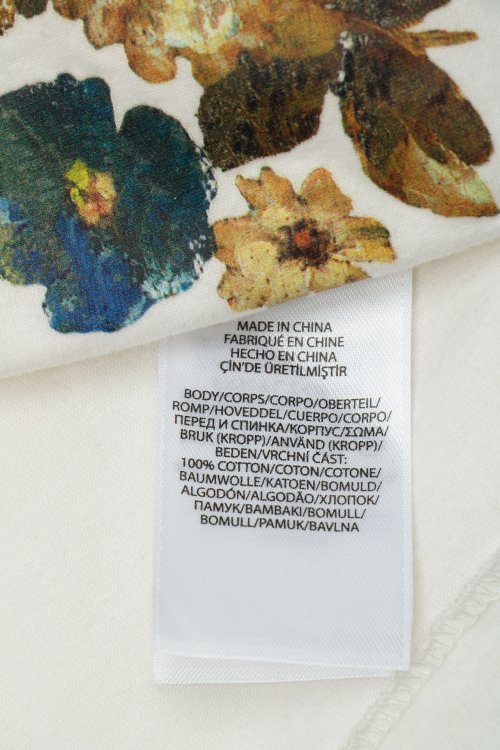 MADE IN CHINA
FABRIQUÉ EN CHINE
HECHO EN CHINA
ÇİN'DE ÜRETİLMİŞTİR
BODY/CORPS/CORPO/OBERTEIL/
ROMP/HOVEDDEL/CUERPO/CORPO/
ПЕРЕД И СПИНКА/КОРПУС/ΣΩΜΑ/
BRUK (KROPP)/ANVÄND (KROPP)/
BEDEN/VRCHNÍ ČÁST:
100% COTTON/COTON/COTONE/
BAUMWOLLE/KATOEN/BOMULD/
ALGODÓN/ALGODÃO/ХЛОПОК/
ПАМУК/ΒΑΜΒΑΚΙ/BOMULL/
BOMULL/PAMUK/BAVLNA